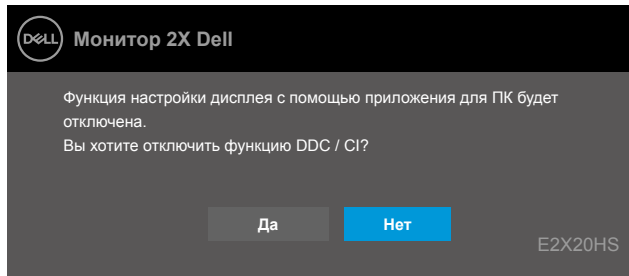 DELL
Монитор 2X Dell
Функция настройки дисплея с помощью приложения для ПК будет
отключена.
Вы хотите отключить функцию DDC / CI?
Да
Нет
E2X20HS